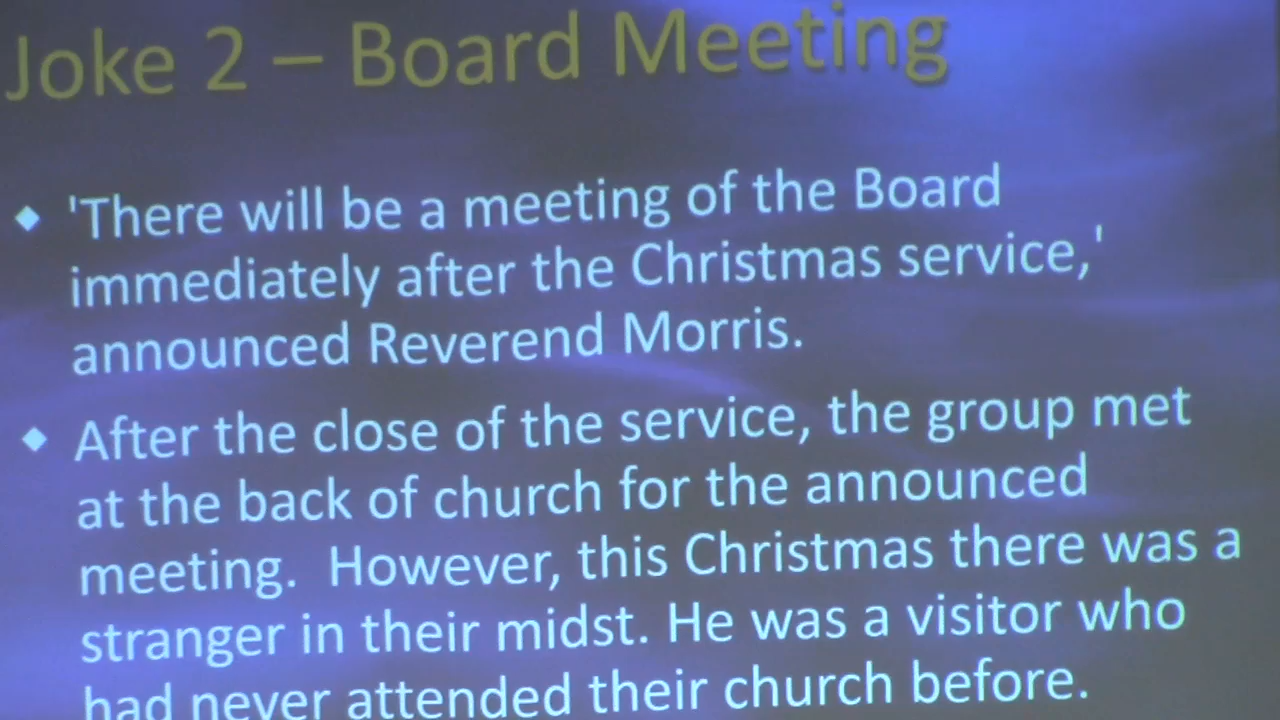 Joke 2 – Board Meeting
'There will be a meeting of the Board
immediately after the Christmas service,'
announced Reverend Morris.
After the close of the service, the group met
at the back of church for the announced
meeting.  However, this Christmas there was a
stranger in their midst. He was a visitor who
had never attended their church before.